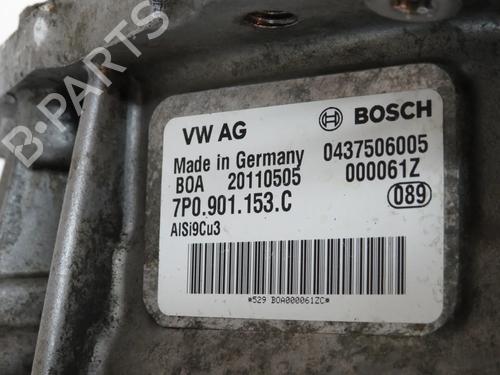 B-PARTS
VW AG BOSCH
Made in Germany 0437506005
BOA 20110505 000061Z
7P0.901.153.C 089
AlSi9Cu3
*529 BOA000061ZC*